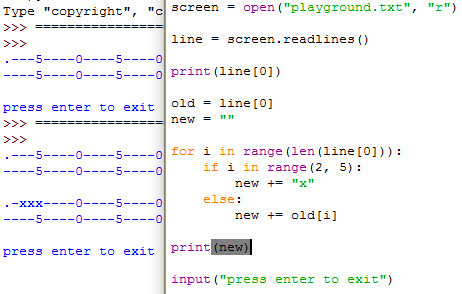 Type "copyright", "c
>>> ================
>>>
.---5----0----5----0
----5----0----5----0
press enter to exit
>>> ================
>>>
.---5----0----5----0
----5----0----5----0
.-xxx----0----5----0
----5----0----5----0
press enter to exit
screen = open("playground.txt", "r")
line = screen.readlines()
print(line[0])
old = line[0]
new = ""
for i in range(len(line[0])):
    if i in range(2, 5):
        new += "x"
    else:
        new += old[i]
print(new)
input("press enter to exit")